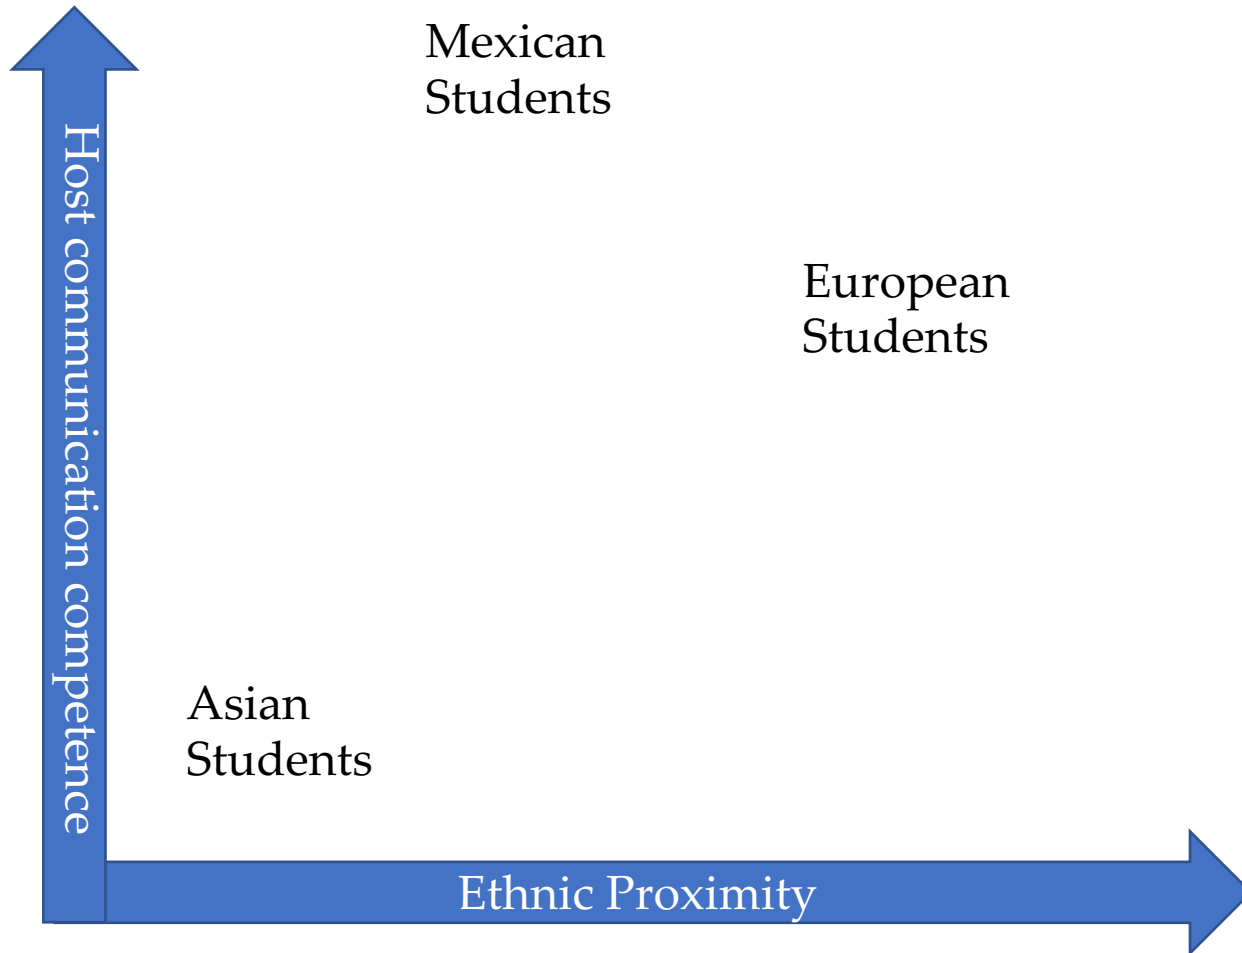 Mexican
Students
Host communication competence
European
Students
Asian
Students
Ethnic Proximity